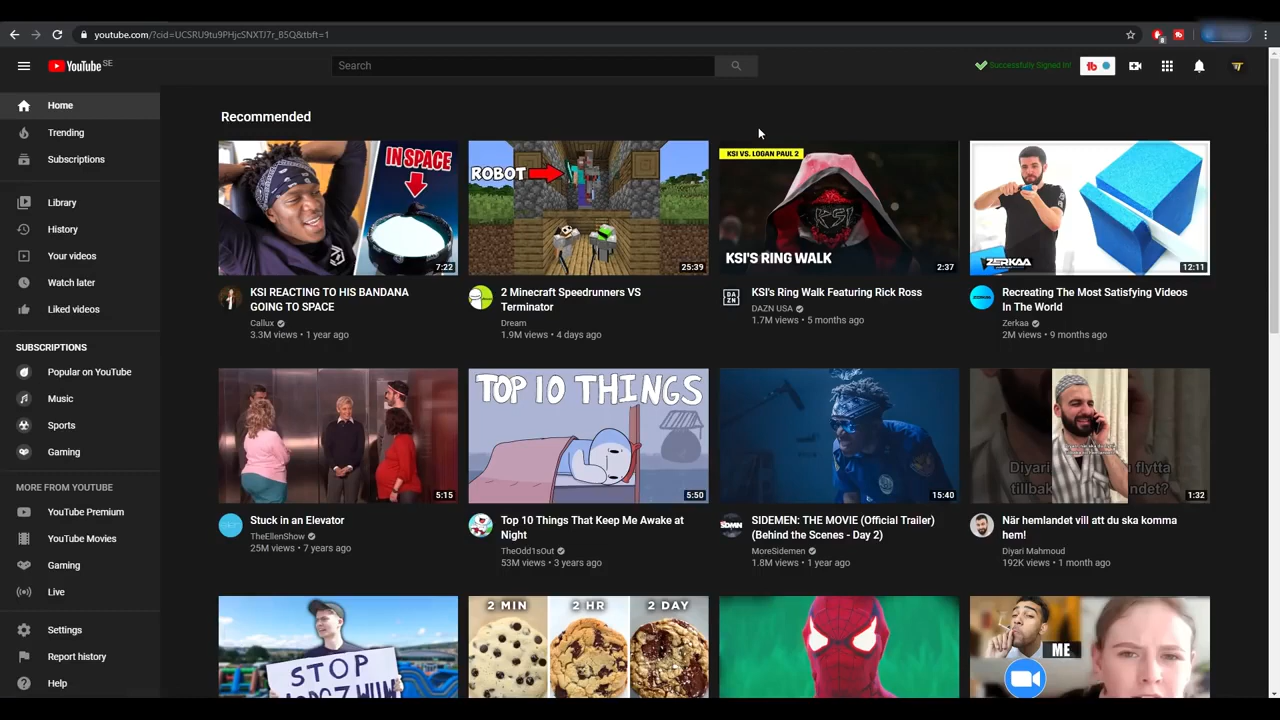 youtube.com/?cid=UCSRU9tu9PHjcSNXTJ7r_B5Q&tbft=1
YouTube SE
Search
Successfully Signed In!
Home
Trending
Subscriptions
Library
History
Your videos
Watch later
Liked videos
SUBSCRIPTIONS
Popular on YouTube
Music
Sports
Gaming
MORE FROM YOUTUBE
YouTube Premium
YouTube Movies
Gaming
Live
Settings
Report history
Help
Recommended
IN SPACE
7:22
KSI REACTING TO HIS BANDANA
GOING TO SPACE
Callux
3.3M views • 1 year ago
ROBOT
25:39
2 Minecraft Speedrunners VS
Terminator
Dream
1.9M views • 4 days ago
KSI VS. LOGAN PAUL 2
KSI
KSI'S RING WALK
2:37
DAZN
KSI's Ring Walk Featuring Rick Ross
DAZN USA
1.7M views • 5 months ago
ZERKAA
12:11
Recreating The Most Satisfying Videos
In The World
Zerkaa
2M views • 9 months ago
5:15
Stuck in an Elevator
TheEllenShow
25M views • 7 years ago
TOP 10 THINGS
5:50
Top 10 Things That Keep Me Awake at
Night
TheOdd1sOut
53M views • 3 years ago
15:40
SDMN
SIDEMEN: THE MOVIE (Official Trailer)
(Behind the Scenes - Day 2)
MoreSidemen
1.8M views • 1 year ago
Diyari
flytta
tillbak
andet?
1:32
När hemlandet vill att du ska komma
hem!
Diyari Mahmoud
192K views • 1 month ago
STOP
2 MIN
2 HR
2 DAY
ME